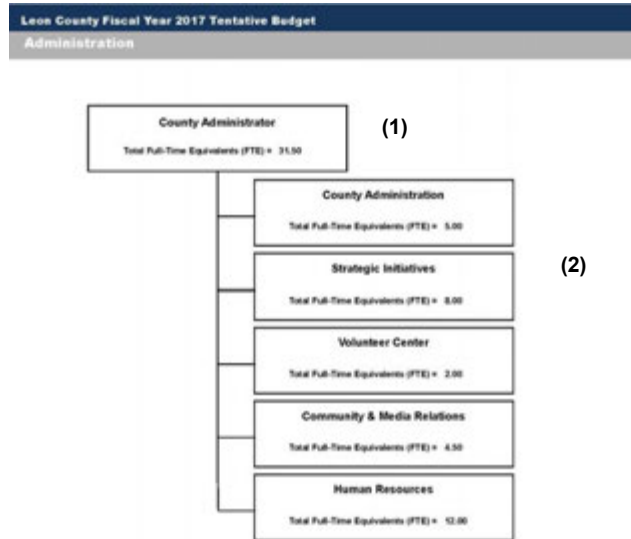 Leon County Fiscal Year 2017 Tentative Budget
Administration
County Administrator
(1)
Total Full-Time Equivalents (FTE) = 31.50
County Administration
Total Full-Time Equivalents (FTE) = 5.00
Strategic Initiatives
(2)
Total Full-Time Equivalents (FTE) = 8.00
Volunteer Center
Total Full-Time Equivalents (FTE) = 2.00
Community & Media Relations
Total Full-Time Equivalents (FTE) = 4.50
Human Resources
Total Full-Time Equivalents (FTE) = 12.00